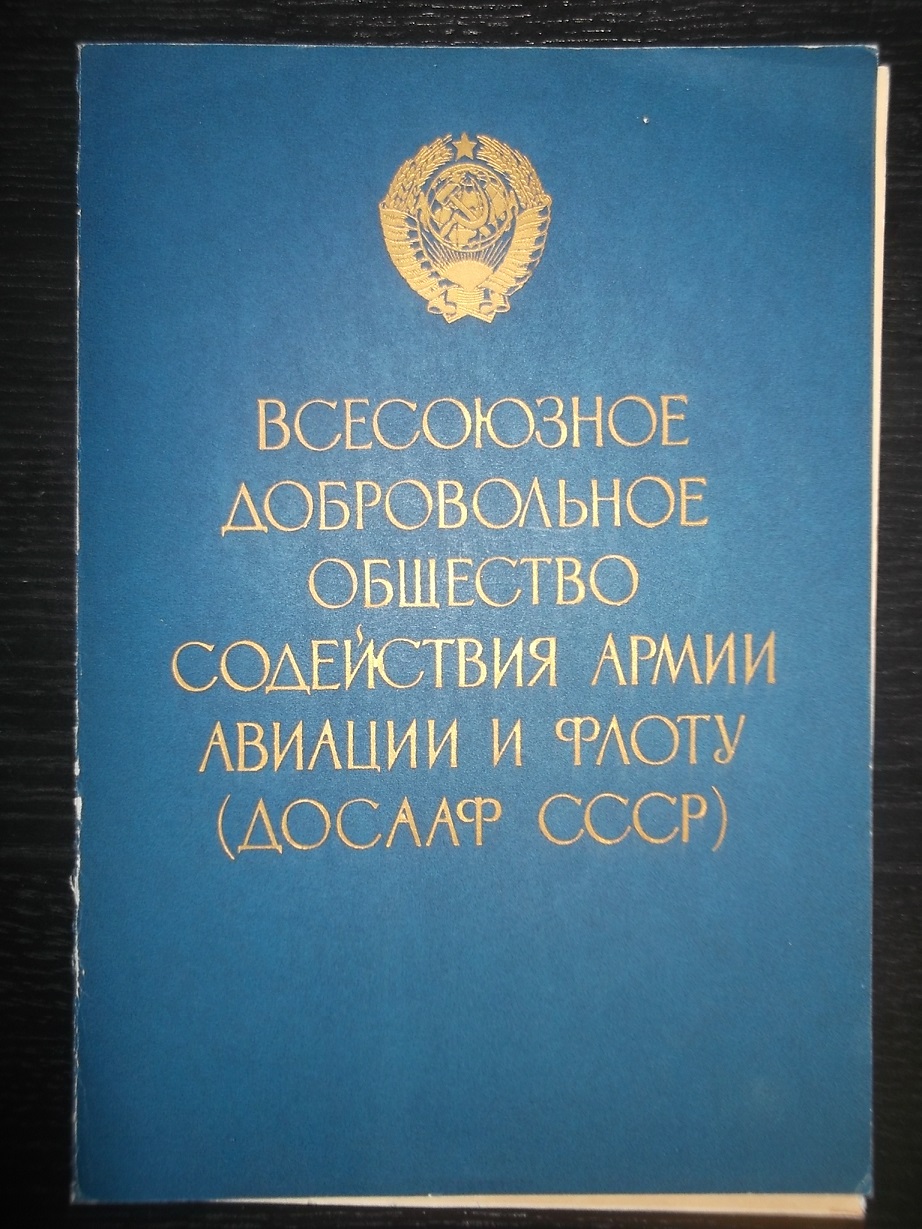 ВСЕСОЮЗНОЕ
ДОБРОВОЛЬНОЕ
ОБЩЕСТВО
СОДЕЙСТВИЯ АРМИИ
АВИАЦИИ И ФЛОТУ
(ДОСААФ СССР)